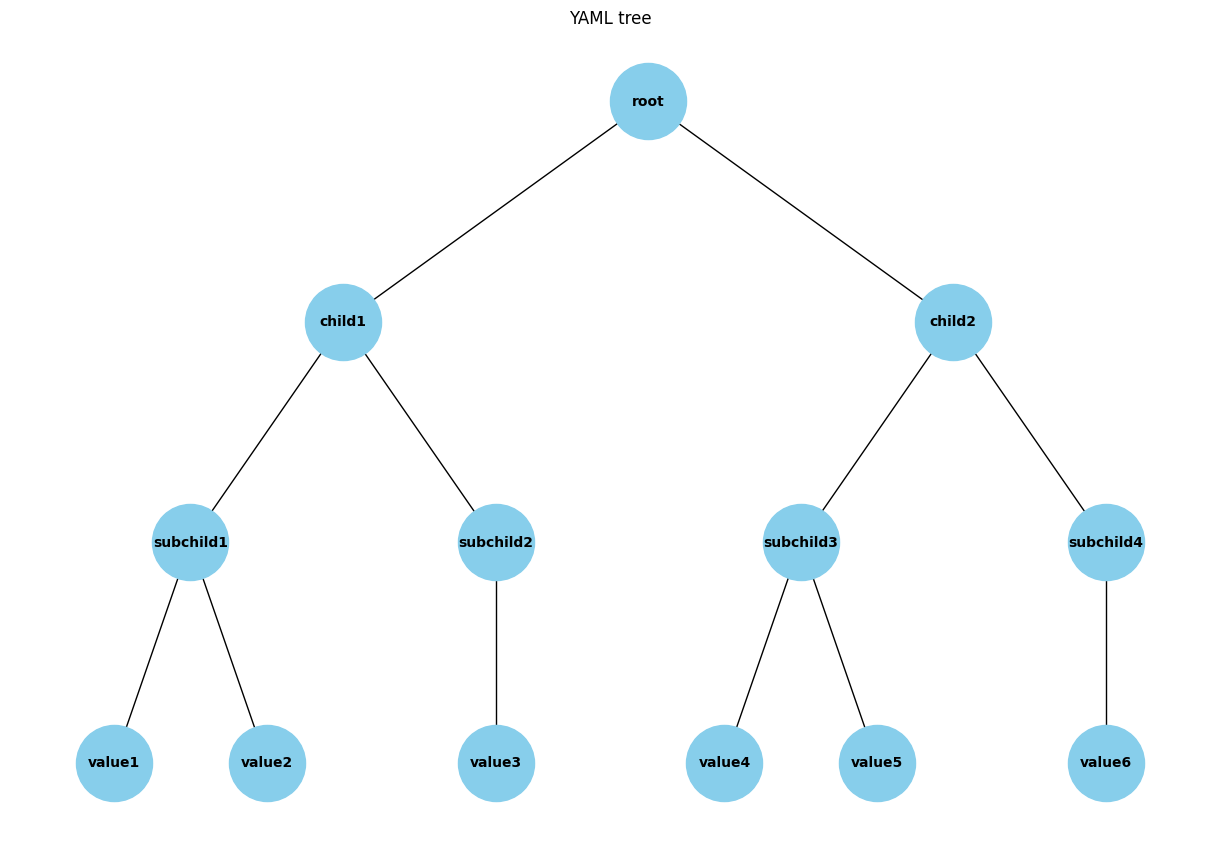 YAML tree
root
child1
child2
subchild1
subchild2
subchild3
subchild4
value1
value2
value3
value4
value5
value6